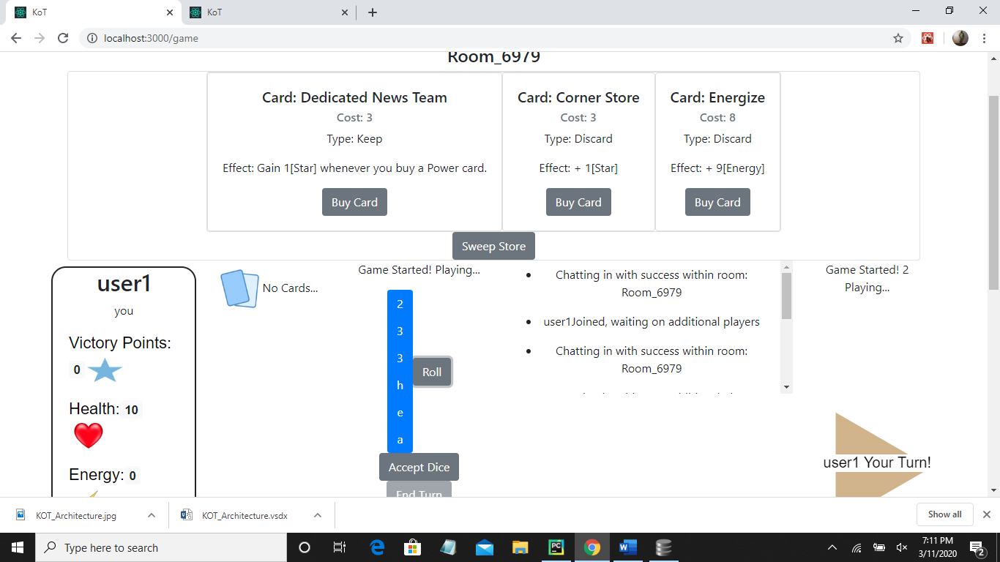 KoT
KoT
localhost:3000/game
Room_6979
Card: Dedicated News Team
Cost: 3
Type: Keep
Effect: Gain 1[Star] whenever you buy a Power card.
Buy Card
Card: Corner Store
Cost: 3
Type: Discard
Effect: + 1[Star]
Buy Card
Card: Energize
Cost: 8
Type: Discard
Effect: + 9[Energy]
Buy Card
Sweep Store
user1
you
Victory Points:
0
Health: 10
Energy: 0
No Cards...
Game Started! Playing...
2
3
3
h
e
a
Roll
Accept Dice
End Turn
Chatting in with success within room:
Room_6979
user1Joined, waiting on additional players
Chatting in with success within room:
Room_6979
Game Started! 2
Playing...
user1 Your Turn!
KOT_Architecture.jpg
KOT_Architecture.vsdx
Show all
Type here to search
PC
W
7:11 PM
3/11/2020
2